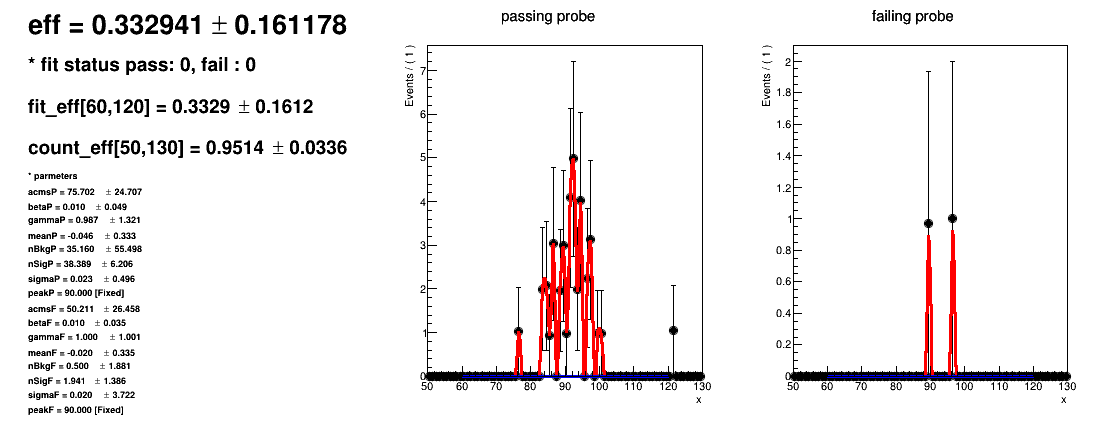 eff = 0.332941 ± 0.161178
* fit status pass: 0, fail : 0
fit_eff[60,120] = 0.3329 ± 0.1612
count_eff[50,130] = 0.9514 ± 0.0336
* parmeters
acmsP = 75.702 ± 24.707
betaP = 0.010 ± 0.049
gammaP = 0.987 ± 1.321
meanP = -0.046 ± 0.333
nBkgP = 35.160 ± 55.498
nSigP = 38.389 ± 6.206
sigmaP = 0.023 ± 0.496
peakP = 90.000 [Fixed]
acmsF = 50.211 ± 26.458
betaF = 0.010 ± 0.035
gammaF = 1.000 ± 1.001
meanF = -0.020 ± 0.335
nBkgF = 0.500 ± 1.881
nSigF = 1.941 ± 1.386
sigmaF = 0.020 ± 3.722
peakF = 90.000 [Fixed]
passing probe
Events / ( 1 )
7
6
5
4
3
2
1
0
50 60 70 80 90 100 110 120 130
x
failing probe
Events / ( 1 )
2
1.8
1.6
1.4
1.2
1
0.8
0.6
0.4
0.2
0
50 60 70 80 90 100 110 120 130
x